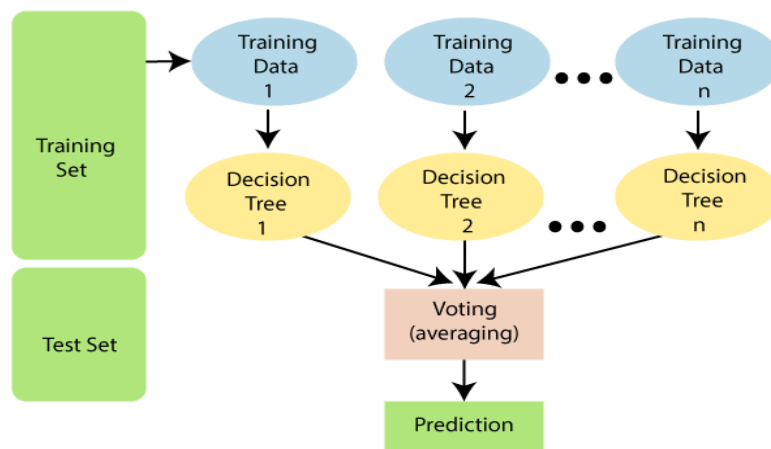 Training
Set
Test Set
Training
Data
1
Training
Data
2
Training
Data
n
Decision
Tree
1
Decision
Tree
2
Decision
Tree
n
Voting
(averaging)
Prediction